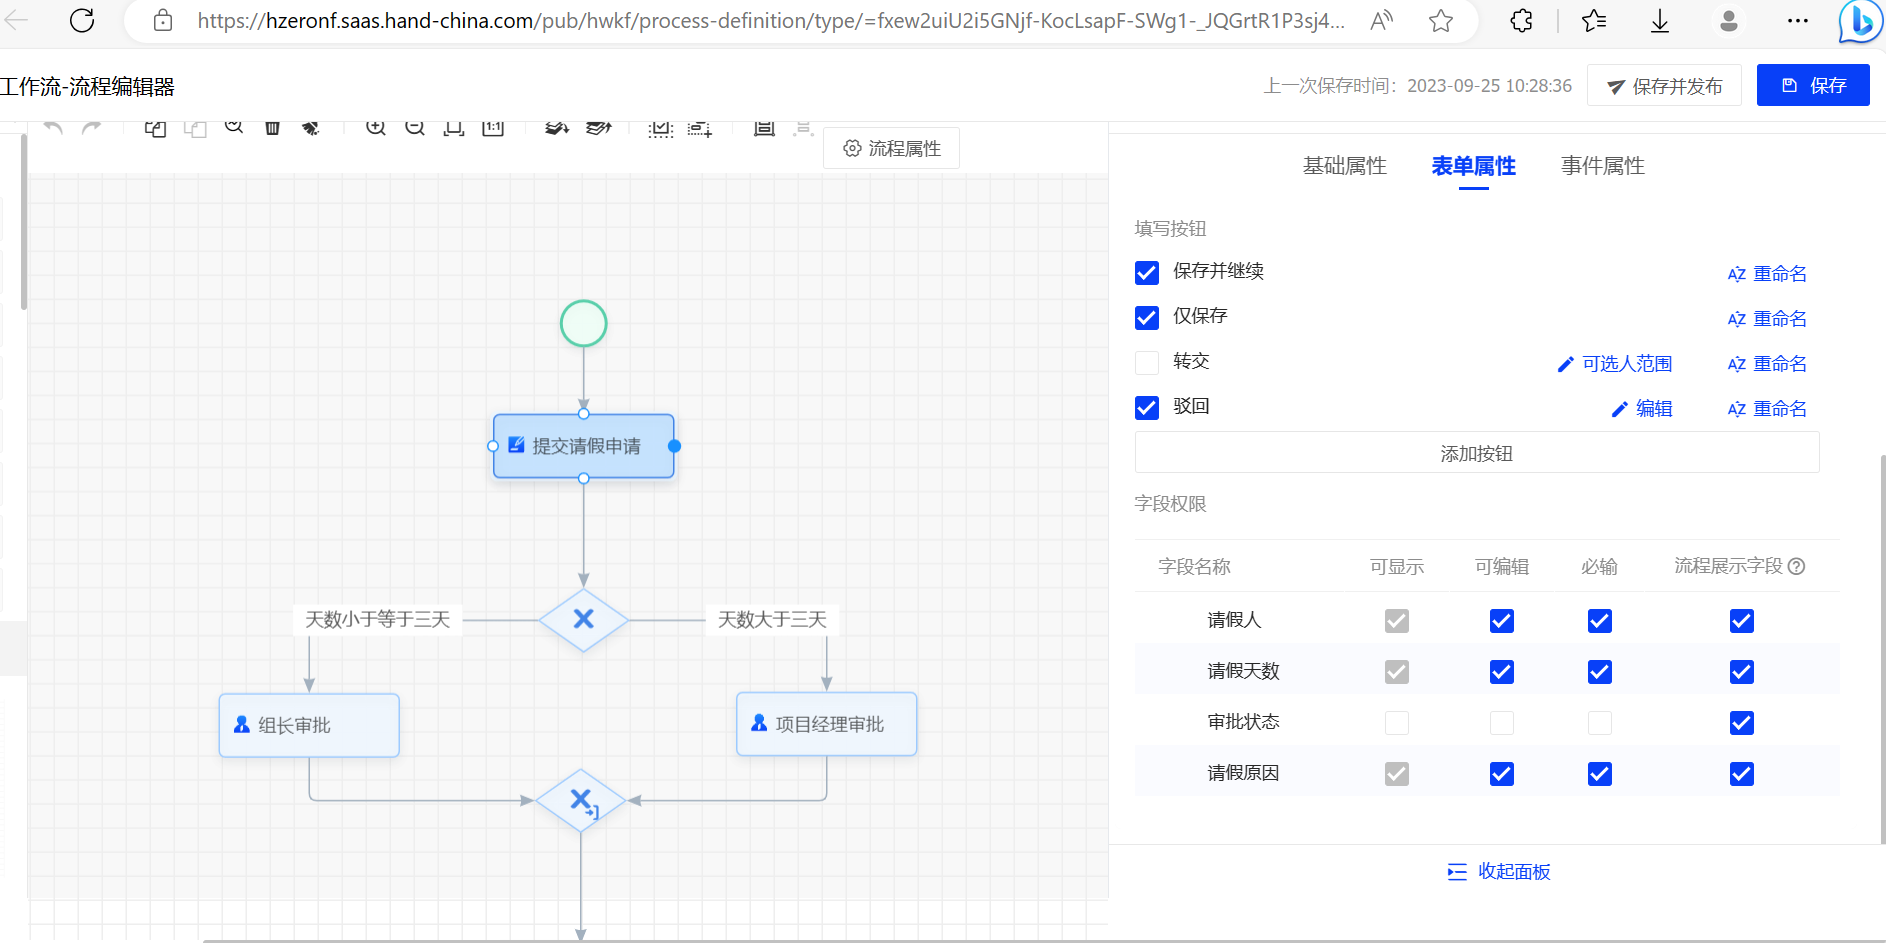 https://hzeronf.saas.hand-china.com/pub/hwkf/process-definition/type/=fxew2uiU2i5GNjf-KocLsapF-SWg1-_JQGrtR1P3sj4...
工作流-流程编辑器
上一次保存时间：2023-09-25 10:28:36
保存并发布
保存
1:1
流程属性
基础属性
表单属性
事件属性
提交请假申请
天数小于等于三天
天数大于三天
组长审批
项目经理审批
填写按钮
保存并继续
AZ 重命名
仅保存
AZ 重命名
转交
可选人范围
AZ 重命名
驳回
编辑
AZ 重命名
添加按钮
字段权限
字段名称 可显示 可编辑 必输 流程展示字段
请假人
请假天数
审批状态
请假原因
收起面板